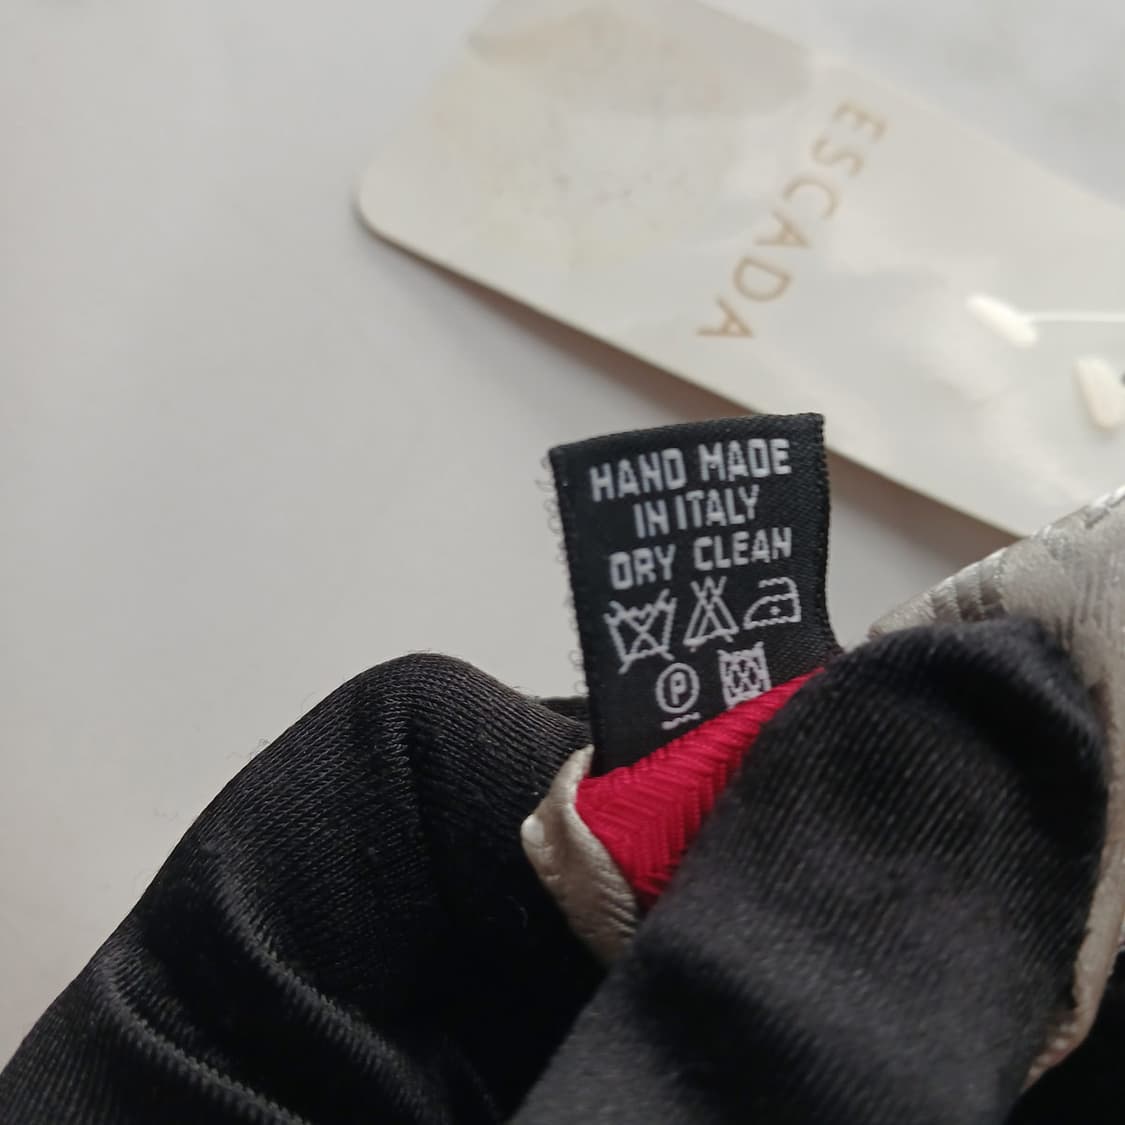 ESCADA
HAND MADE
IN ITALY
DRY CLEAN
P